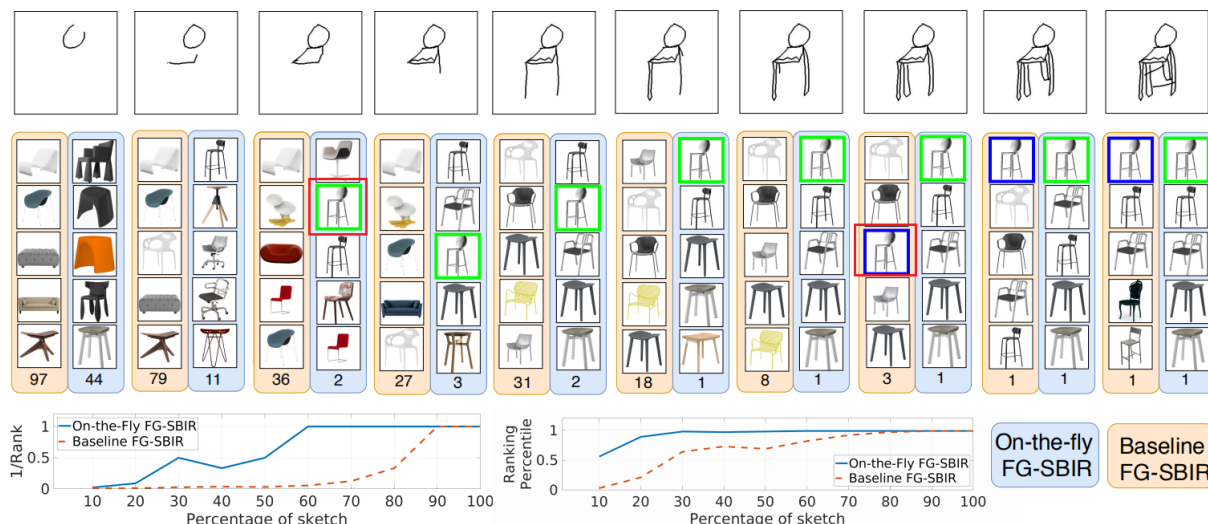 97 44 79 11 36 2 27 3 31 2 18 1 8 1 3 1 1 1 1 1
1/Rank
1
0.5
0
On-the-Fly FG-SBIR
Baseline FG-SBIR
10 20 30 40 50 60 70 80 90 100
Percentage of sketch
Ranking
Percentile
1
0.5
0
On-the-Fly FG-SBIR
Baseline FG-SBIR
10 20 30 40 50 60 70 80 90 100
Percentage of sketch
On-the-fly
FG-SBIR
Baseline
FG-SBIR